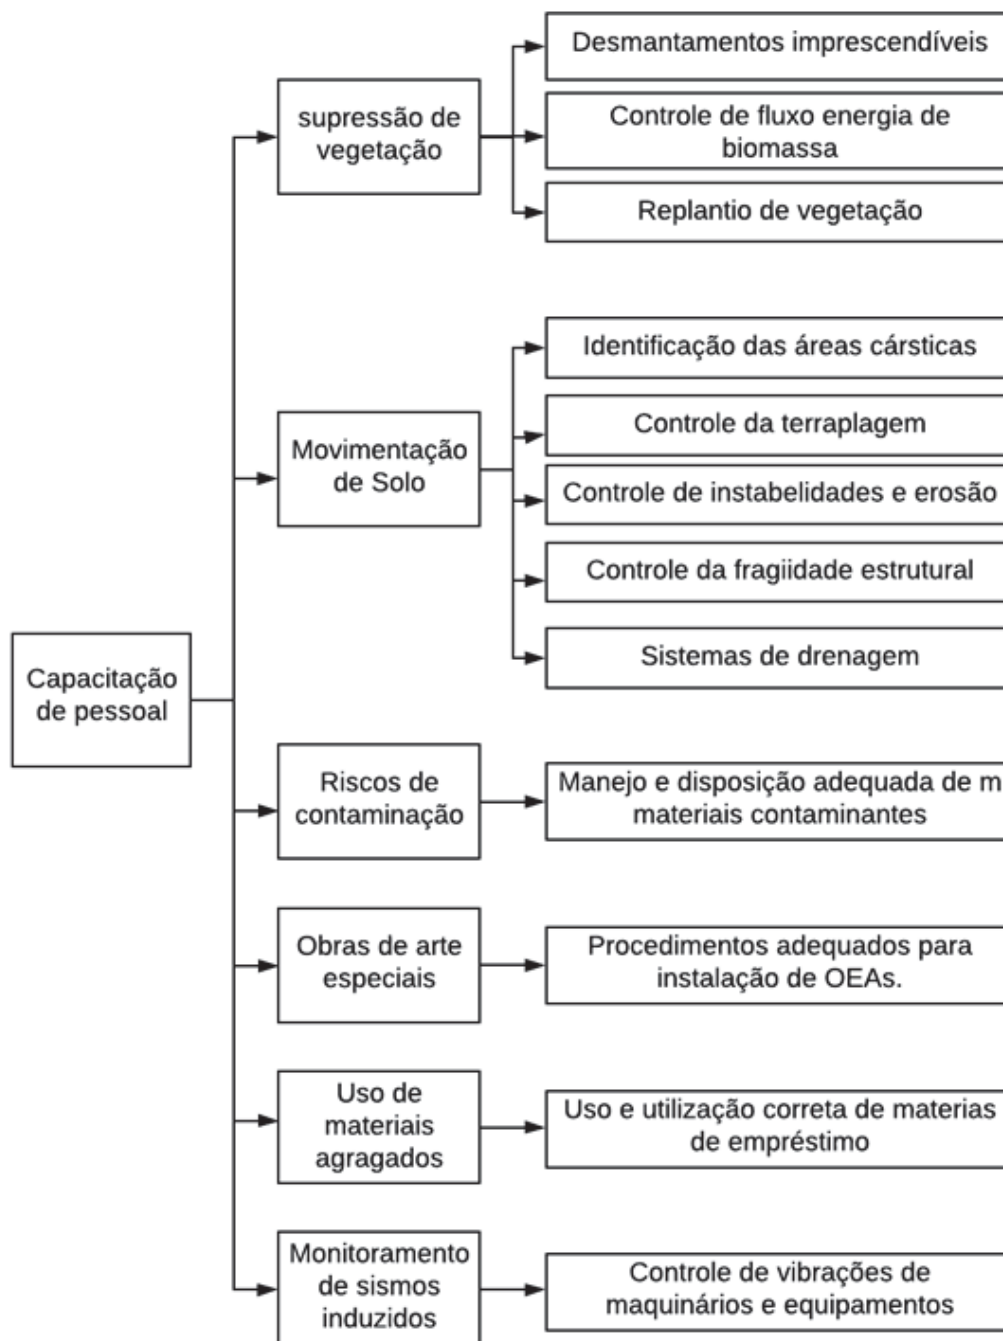 Capacitação
de pessoal
supressão de
vegetação
Desmantamentos imprescendíveis
Controle de fluxo energia de
biomassa
Replantio de vegetação
Movimentação
de Solo
Identificação das áreas cársticas
Controle da terraplagem
Controle de instabelidades e erosão
Controle da fragiidade estrutural
Sistemas de drenagem
Riscos de
contaminação
Manejo e disposição adequada de m
materiais contaminantes
Obras de arte
especiais
Procedimentos adequados para
instalação de OEAs.
Uso de
materiais
agragados
Uso e utilização correta de materias
de empréstimo
Monitoramento
de sismos
induzidos
Controle de vibrações de
maquinários e equipamentos